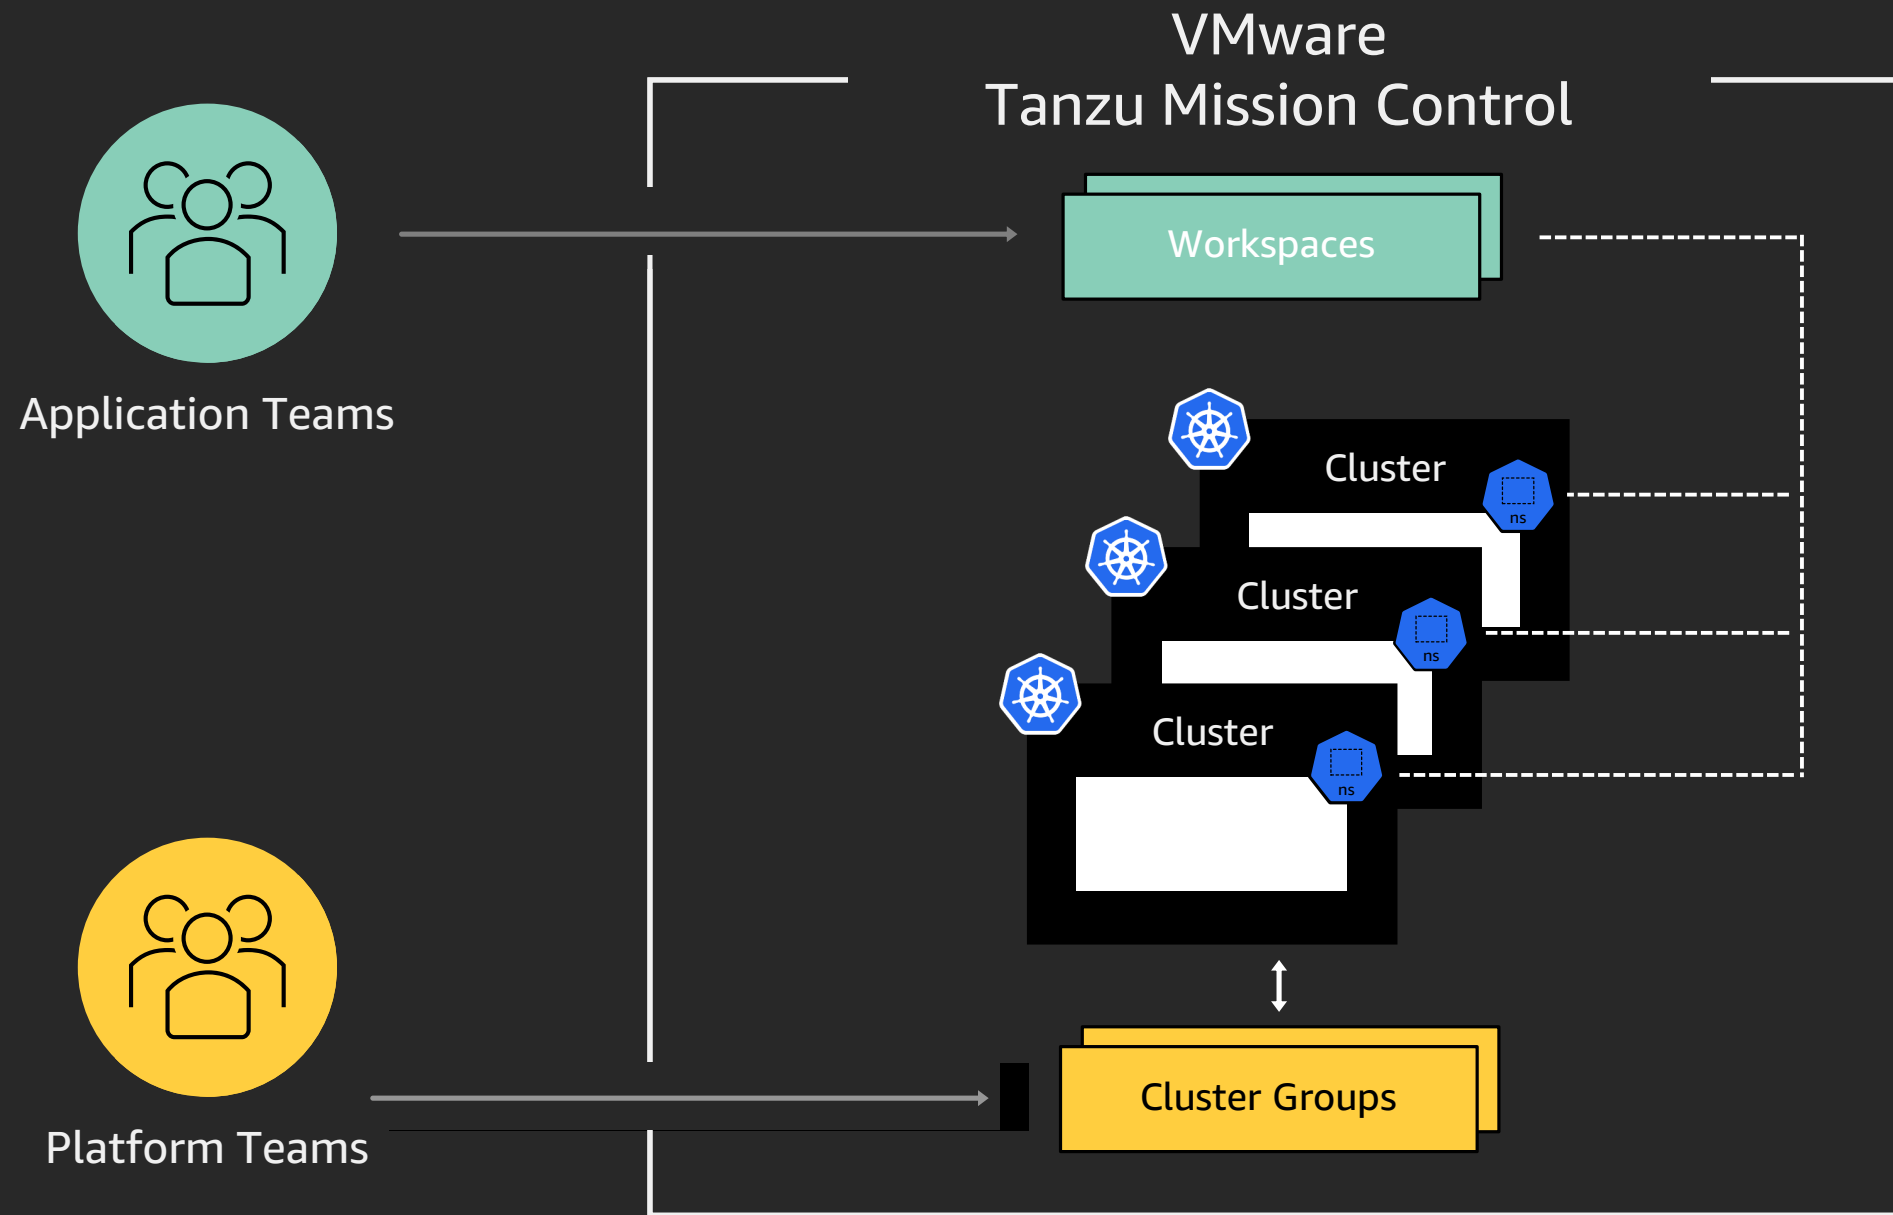 VMware
Tanzu Mission Control
Workspaces
Application Teams
Cluster
ns
Cluster
ns
Cluster
ns
Cluster Groups
Platform Teams